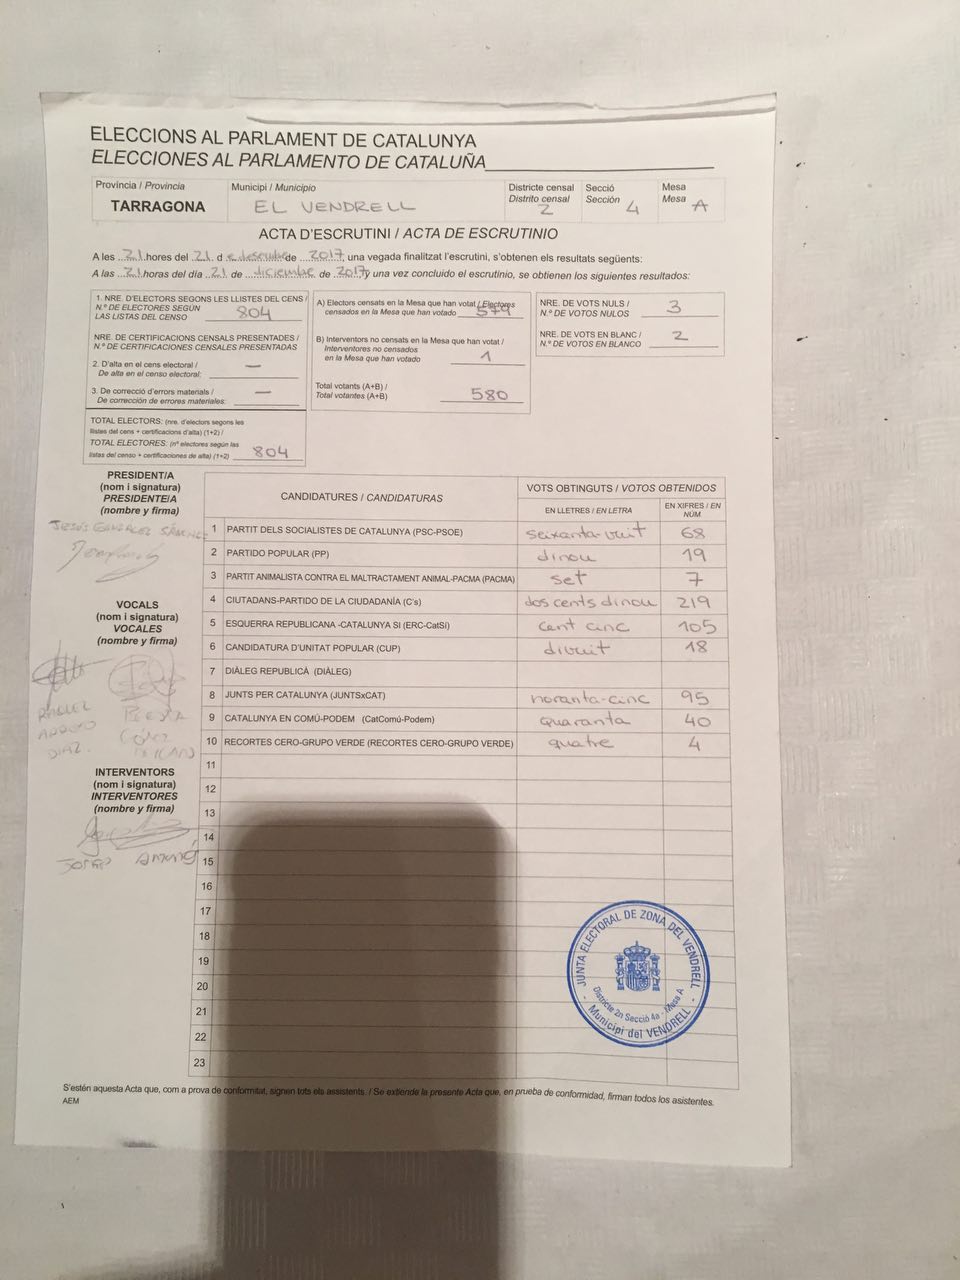 ELECCIONS AL PARLAMENT DE CATALUNYA
ELECCIONES AL PARLAMENTO DE CATALUÑA
Província / Provincia
TARRAGONA
Municipi / Municipio
EL VENDRELL
Districte censal
Distrito censal
2
Secció
Sección
4
Mesa
Mesa
A
ACTA D'ESCRUTINI / ACTA DE ESCRUTINIO
A les 21 hores del 21 d e desembre de 2017, una vegada finalitzat l'escrutini, s'obtenen els resultats següents:
A las 21 horas del día 21 de diciembre de 2017 y una vez concluido el escrutinio, se obtienen los siguientes resultados:
1. NRE. D'ELECTORS SEGONS LES LLISTES DEL CENS /
N.º DE ELECTORES SEGÚN
LAS LISTAS DEL CENSO 804
NRE. DE CERTIFICACIONS CENSALS PRESENTADES /
N.º DE CERTIFICACIONES CENSALES PRESENTADAS
2. D'alta en el cens electoral / —
De alta en el censo electoral:
3. De correcció d'errors materials / —
De corrección de errores materiales:
TOTAL ELECTORS: (nre. d'electors segons les
llistes del cens + certificacions d'alta) (1+2) /
TOTAL ELECTORES: (nº electores según las
listas del censo + certificaciones de alta) (1+2) 804
A) Electors censats en la Mesa que han votat / Electores
censados en la Mesa que han votado 579
B) Interventors no censats en la Mesa que han votat /
Interventores no censados
en la Mesa que han votado 1
Total votants (A+B) /
Total votantes (A+B) 580
NRE. DE VOTS NULS /
N.º DE VOTOS NULOS 3
NRE. DE VOTS EN BLANC /
N.º DE VOTOS EN BLANCO 2
PRESIDENT/A
(nom i signatura)
PRESIDENTE/A
(nombre y firma)
JESÚS GONZALEZ SÁNCHEZ
VOCALS
(nom i signatura)
VOCALES
(nombre y firma)
RAQUEL
DIAZ
INTERVENTORS
(nom i signatura)
INTERVENTORES
(nombre y firma)
JOSEP
CANDIDATURES / CANDIDATURAS
VOTS OBTINGUTS / VOTOS OBTENIDOS
EN LLETRES / EN LETRA
EN XIFRES / EN NÚM
1 PARTIT DELS SOCIALISTES DE CATALUNYA (PSC-PSOE) seixanta-vuit 68
2 PARTIDO POPULAR (PP) dinou 19
3 PARTIT ANIMALISTA CONTRA EL MALTRACTAMENT ANIMAL-PACMA (PACMA) set 7
4 CIUTADANS-PARTIDO DE LA CIUDADANÍA (C's) dos cents dinou 219
5 ESQUERRA REPUBLICANA -CATALUNYA SI (ERC-CatSí) cent cinc 105
6 CANDIDATURA D'UNITAT POPULAR (CUP) divuit 18
7 DIÀLEG REPUBLICÀ (DIÀLEG)
8 JUNTS PER CATALUNYA (JUNTSxCAT) noranta-cinc 95
9 CATALUNYA EN COMÚ-PODEM (CatComú-Podem) quaranta 40
10 RECORTES CERO-GRUPO VERDE (RECORTES CERO-GRUPO VERDE) quatre 4
11
12
13
14
15
16
17
18
19
20
21
22
23
JUNTA ELECTORAL DE ZONA DEL VENDRELL
Districte 2n Secció 4a - Mesa A
- Municipi del VENDRELL -
S'estén aquesta Acta que, com a prova de conformitat, signen tots els assistents. / Se extiende la presente Acta que, en prueba de conformidad, firman todos los asistentes.
AEM